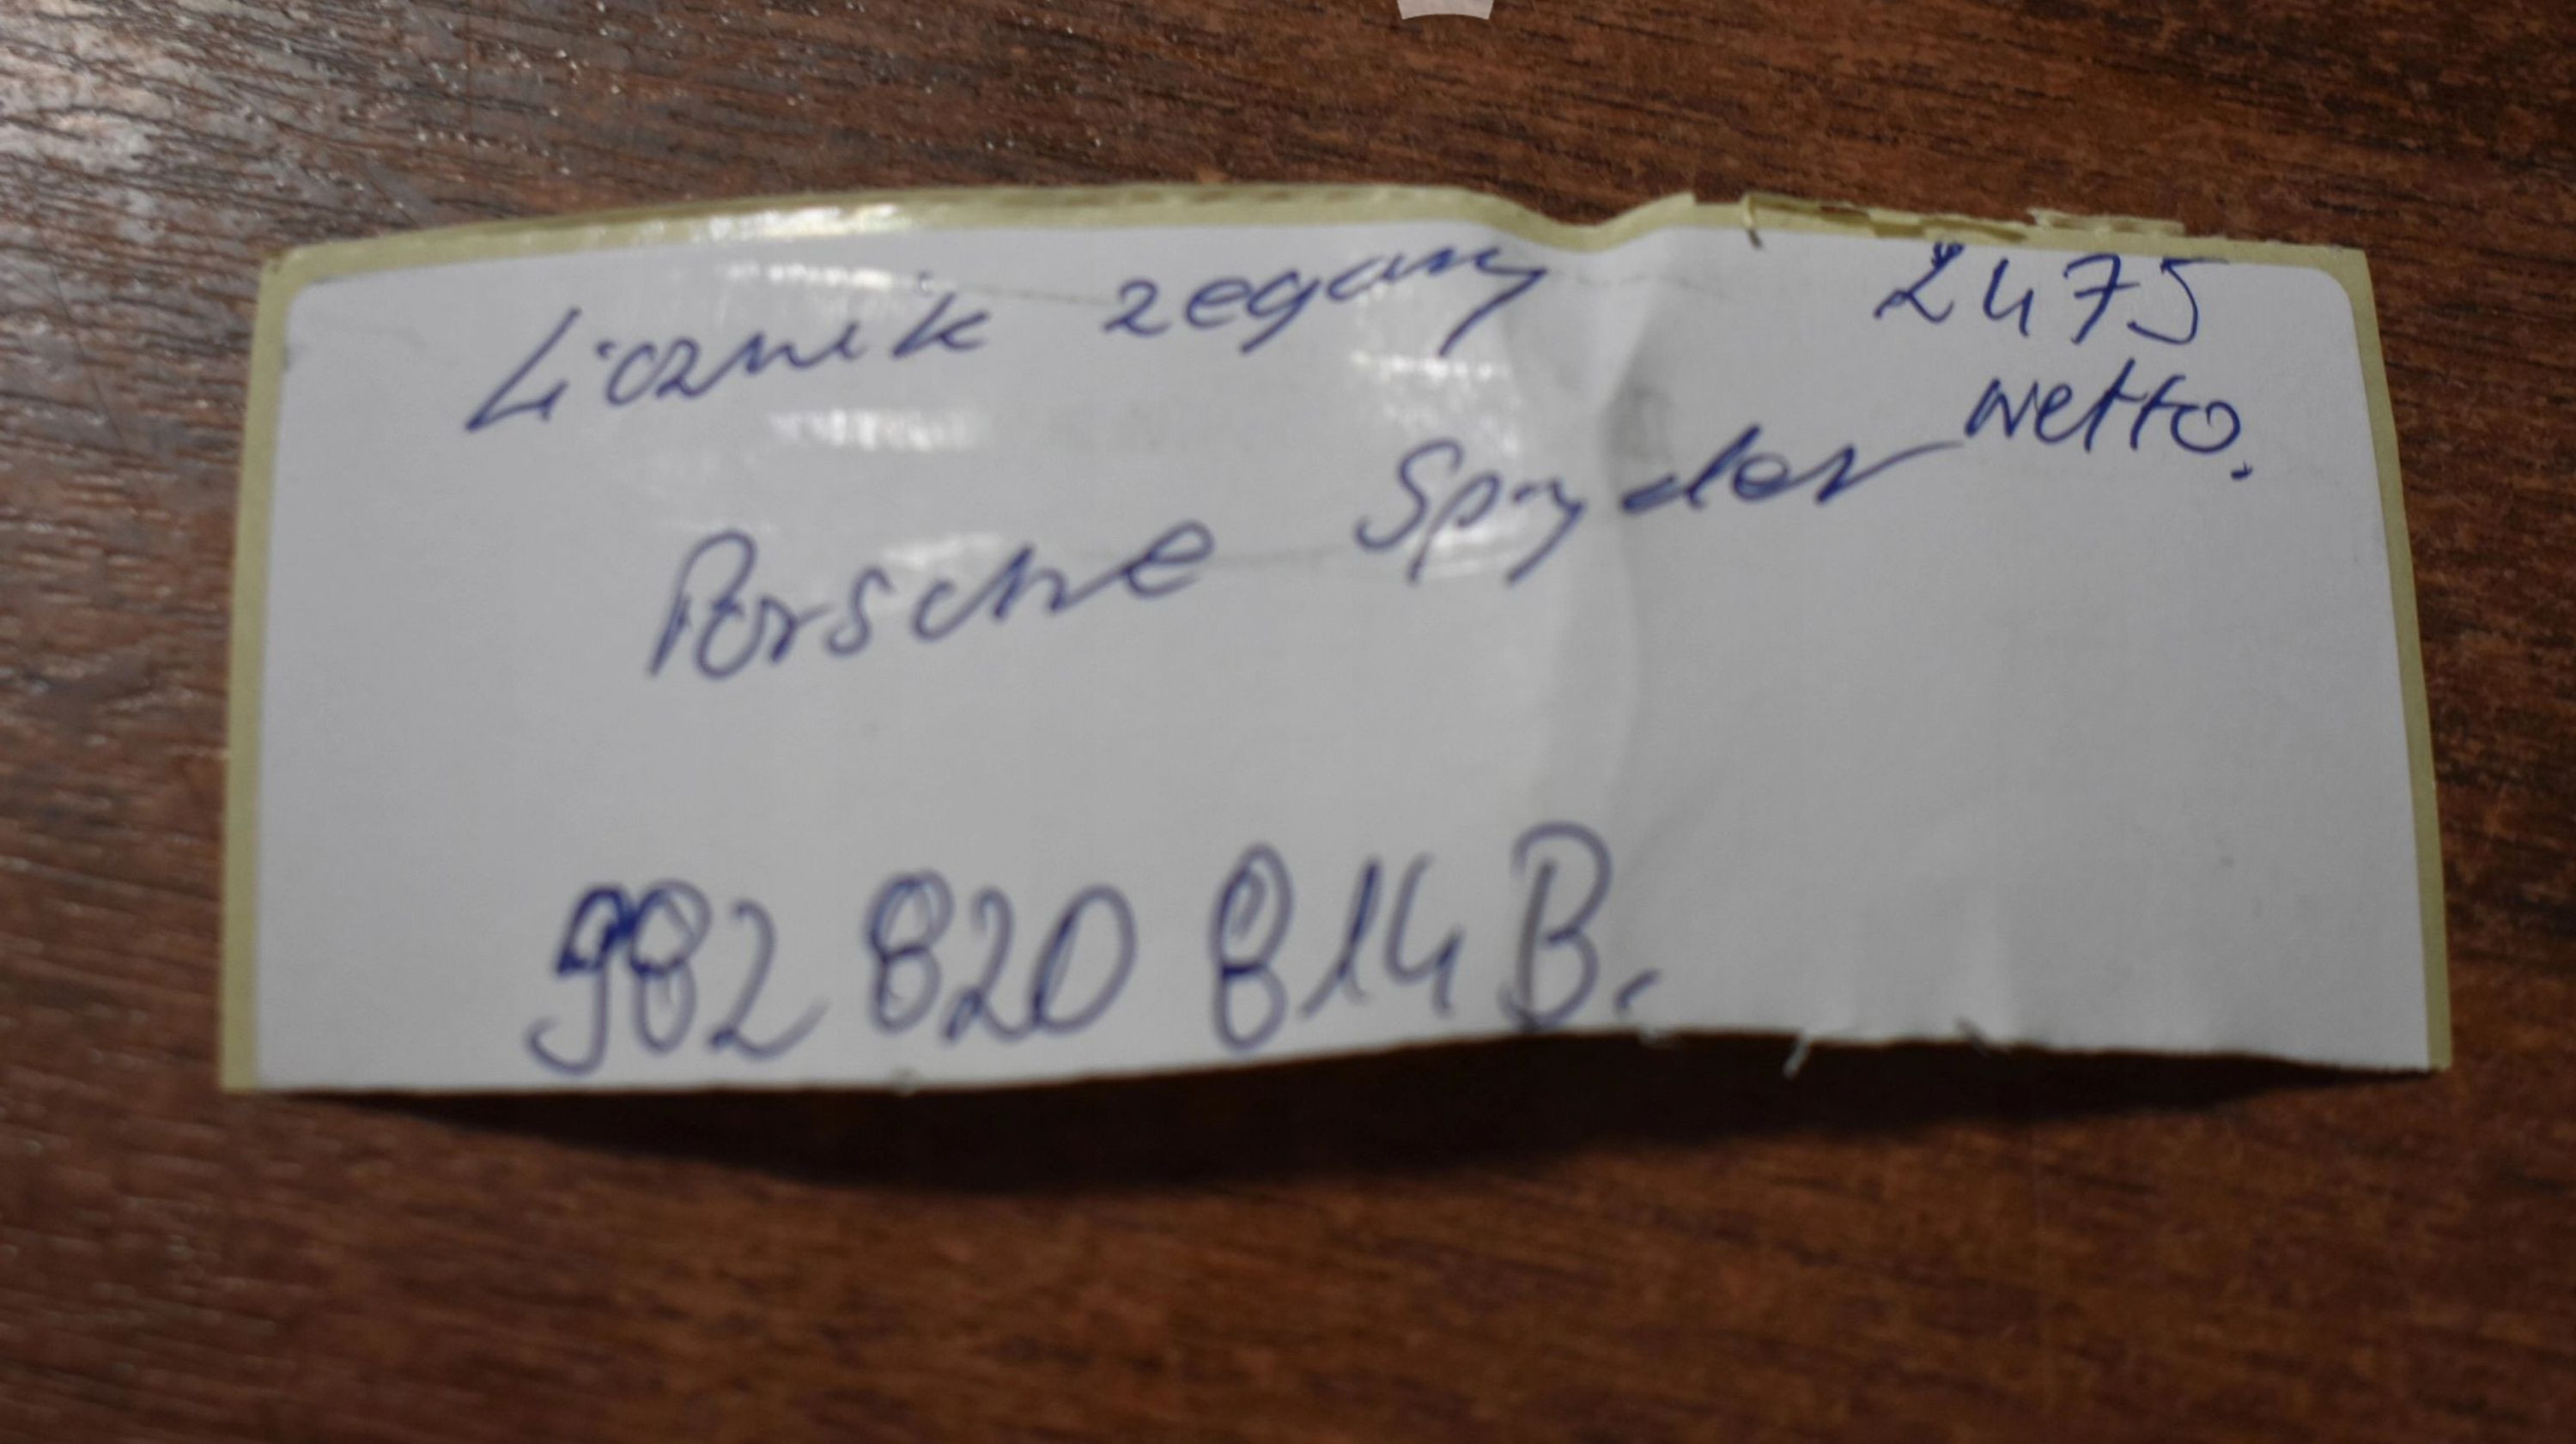 Licznik zegary 2475
netto.
Porsche Spyder
982 820 814 B.